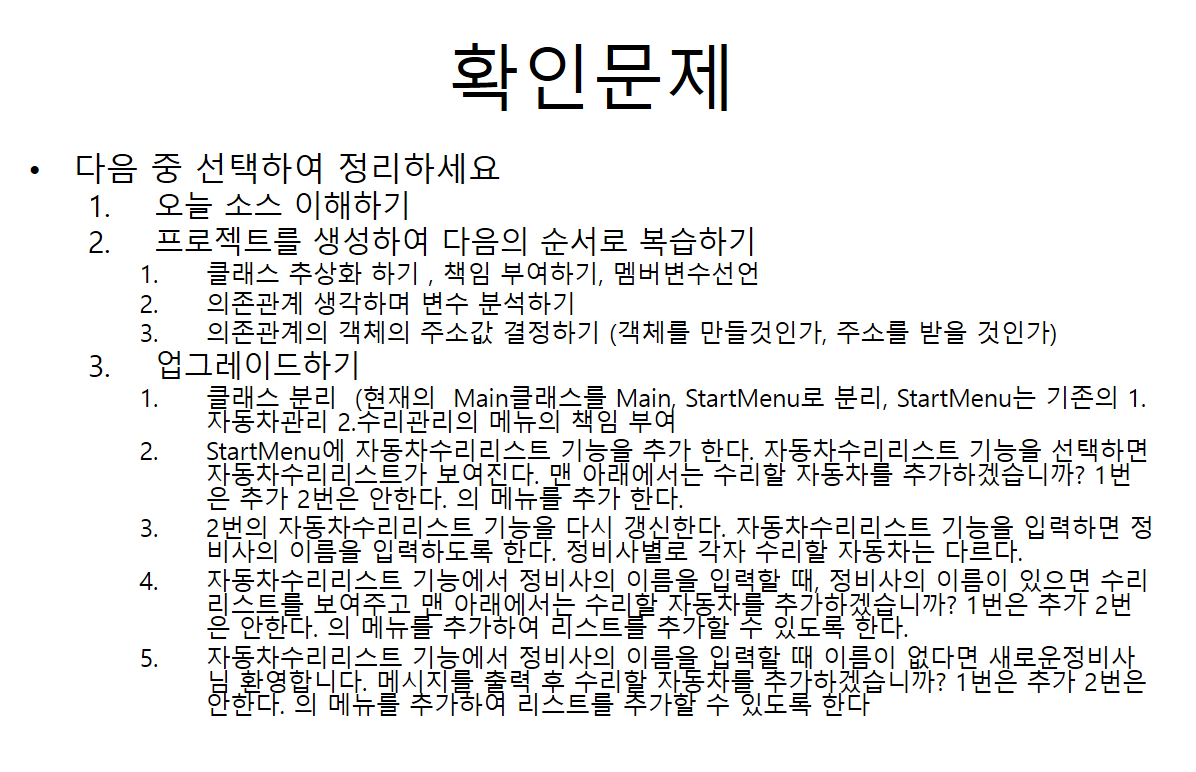 확인문제
• 다음 중 선택하여 정리하세요
1. 오늘 소스 이해하기
2. 프로젝트를 생성하여 다음의 순서로 복습하기
1. 클래스 추상화 하기 , 책임 부여하기, 멤버변수선언
2. 의존관계 생각하며 변수 분석하기
3. 의존관계의 객체의 주소값 결정하기 (객체를 만들것인가, 주소를 받을 것인가)
3. 업그레이드하기
1. 클래스 분리 (현재의 Main클래스를 Main, StartMenu로 분리, StartMenu는 기존의 1.
자동차관리 2.수리관리의 메뉴의 책임 부여
2. StartMenu에 자동차수리리스트 기능을 추가 한다. 자동차수리리스트 기능을 선택하면
자동차수리리스트가 보여진다. 맨 아래에서는 수리할 자동차를 추가하겠습니까? 1번
은 추가 2번은 안한다. 의 메뉴를 추가 한다.
3. 2번의 자동차수리리스트 기능을 다시 갱신한다. 자동차수리리스트 기능을 입력하면 정
비사의 이름을 입력하도록 한다. 정비사별로 각자 수리할 자동차는 다르다.
4. 자동차수리리스트 기능에서 정비사의 이름을 입력할 때, 정비사의 이름이 있으면 수리
리스트를 보여주고 맨 아래에서는 수리할 자동차를 추가하겠습니까? 1번은 추가 2번
은 안한다. 의 메뉴를 추가하여 리스트를 추가할 수 있도록 한다.
5. 자동차수리리스트 기능에서 정비사의 이름을 입력할 때 이름이 없다면 새로운정비사
님 환영합니다. 메시지를 출력 후 수리할 자동차를 추가하겠습니까? 1번은 추가 2번은
안한다. 의 메뉴를 추가하여 리스트를 추가할 수 있도록 한다